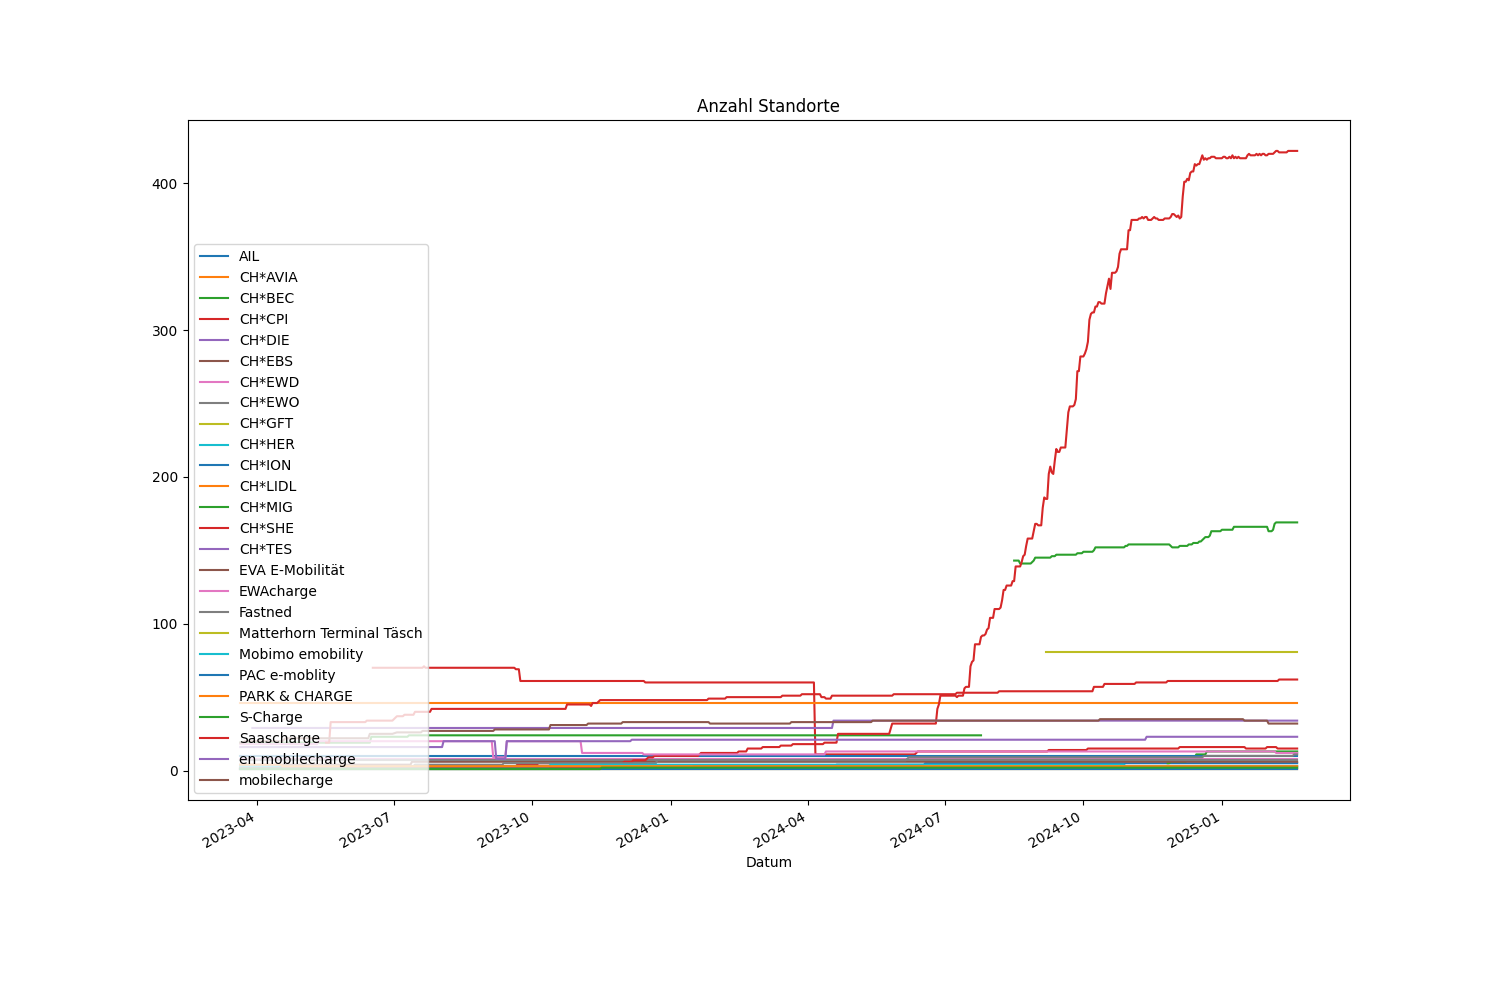 Anzahl Standorte
400
300
200
100
0
AIL
CH*AVIA
CH*BEC
CH*CPI
CH*DIE
CH*EBS
CH*EWD
CH*EWO
CH*GFT
CH*HER
CH*ION
CH*LIDL
CH*MIG
CH*SHE
CH*TES
EVA E-Mobilität
EWAcharge
Fastned
Matterhorn Terminal Täsch
Mobimo emobility
PAC e-moblity
PARK & CHARGE
S-Charge
Saascharge
en mobilecharge
mobilecharge
2023-04
2023-07
2023-10
2024-01
2024-04
2024-07
2024-10
2025-01
Datum